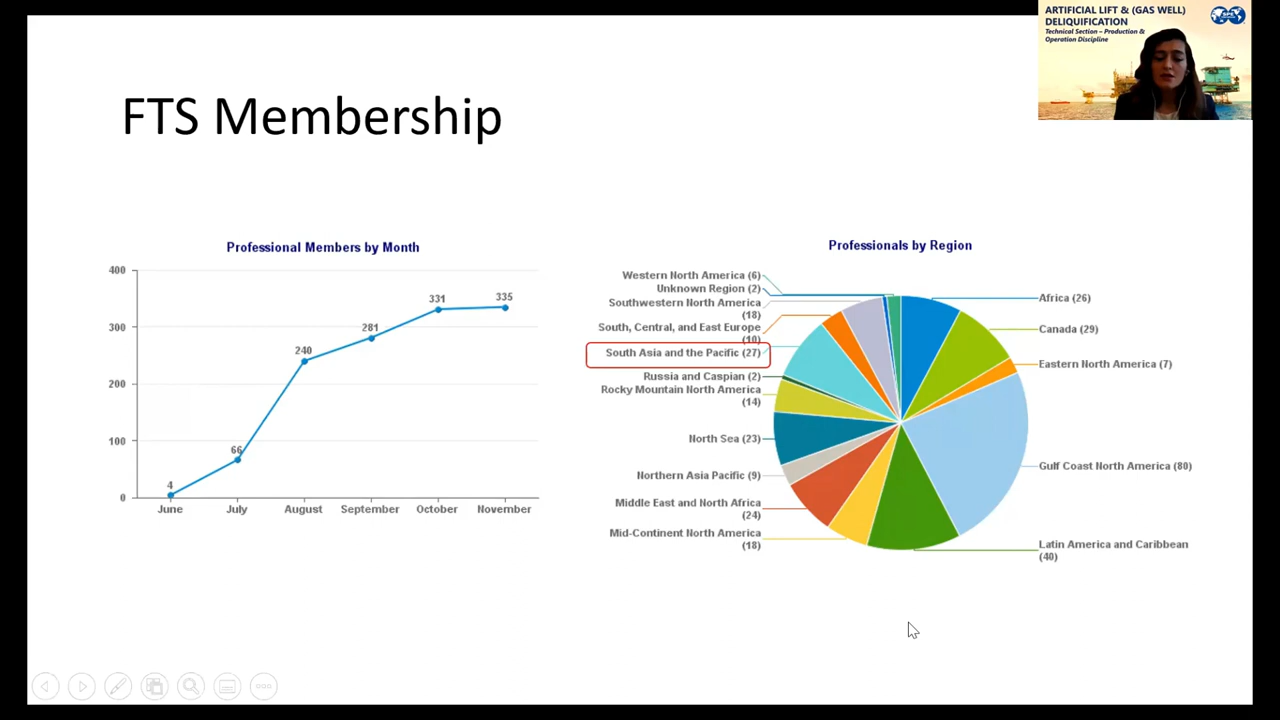 ARTIFICIAL LIFT & (GAS WELL)
DELIQUIFICATION
Technical Section – Production &
Operation Discipline
SPE
FTS Membership
Professional Members by Month
400
300
200
100
0
4
66
240
281
331
335
June
July
August
September
October
November
Professionals by Region
Western North America (6)
Unknown Region (2)
Southwestern North America
(18)
South, Central, and East Europe
(10)
South Asia and the Pacific (27)
Russia and Caspian (2)
Rocky Mountain North America
(14)
North Sea (23)
Northern Asia Pacific (9)
Middle East and North Africa
(24)
Mid-Continent North America
(18)
Africa (26)
Canada (29)
Eastern North America (7)
Gulf Coast North America (80)
Latin America and Caribbean
(40)